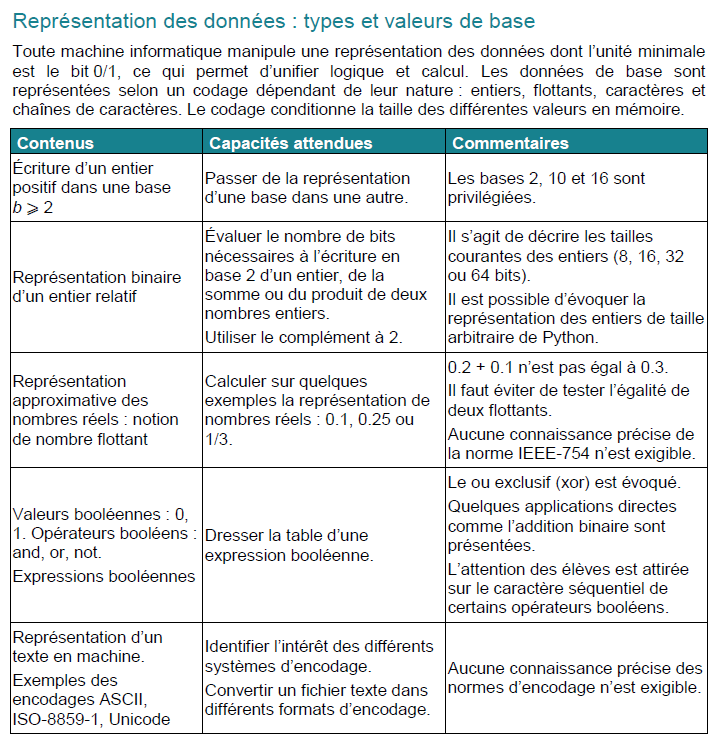 Représentation des données : types et valeurs de base
Toute machine informatique manipule une représentation des données dont l'unité minimale
est le bit 0/1, ce qui permet d'unifier logique et calcul. Les données de base sont
représentées selon un codage dépendant de leur nature : entiers, flottants, caractères et
chaînes de caractères. Le codage conditionne la taille des différentes valeurs en mémoire.
Contenus
Capacités attendues
Commentaires
Écriture d'un entier
positif dans une base
b ⩾ 2
Passer de la représentation
d'une base dans une autre.
Les bases 2, 10 et 16 sont
privilégiées.
Représentation binaire
d'un entier relatif
Évaluer le nombre de bits
nécessaires à l'écriture en
base 2 d'un entier, de la
somme ou du produit de deux
nombres entiers.
Utiliser le complément à 2.
Il s'agit de décrire les tailles
courantes des entiers (8, 16, 32
ou 64 bits).
Il est possible d'évoquer la
représentation des entiers de taille
arbitraire de Python.
Représentation
approximative des
nombres réels : notion
de nombre flottant
Calculer sur quelques
exemples la représentation de
nombres réels : 0.1, 0.25 ou
1/3.
0.2 + 0.1 n'est pas égal à 0.3.
Il faut éviter de tester l'égalité de
deux flottants.
Aucune connaissance précise de
la norme IEEE-754 n'est exigible.
Valeurs booléennes : 0,
1. Opérateurs booléens :
and, or, not.
Expressions booléennes
Dresser la table d'une
expression booléenne.
Le ou exclusif (xor) est évoqué.
Quelques applications directes
comme l'addition binaire sont
présentées.
L'attention des élèves est attirée
sur le caractère séquentiel de
certains opérateurs booléens.
Représentation d'un
texte en machine.
Exemples des
encodages ASCII,
ISO-8859-1, Unicode
Identifier l'intérêt des différents
systèmes d'encodage.
Convertir un fichier texte dans
différents formats d'encodage.
Aucune connaissance précise des
normes d'encodage n'est exigible.